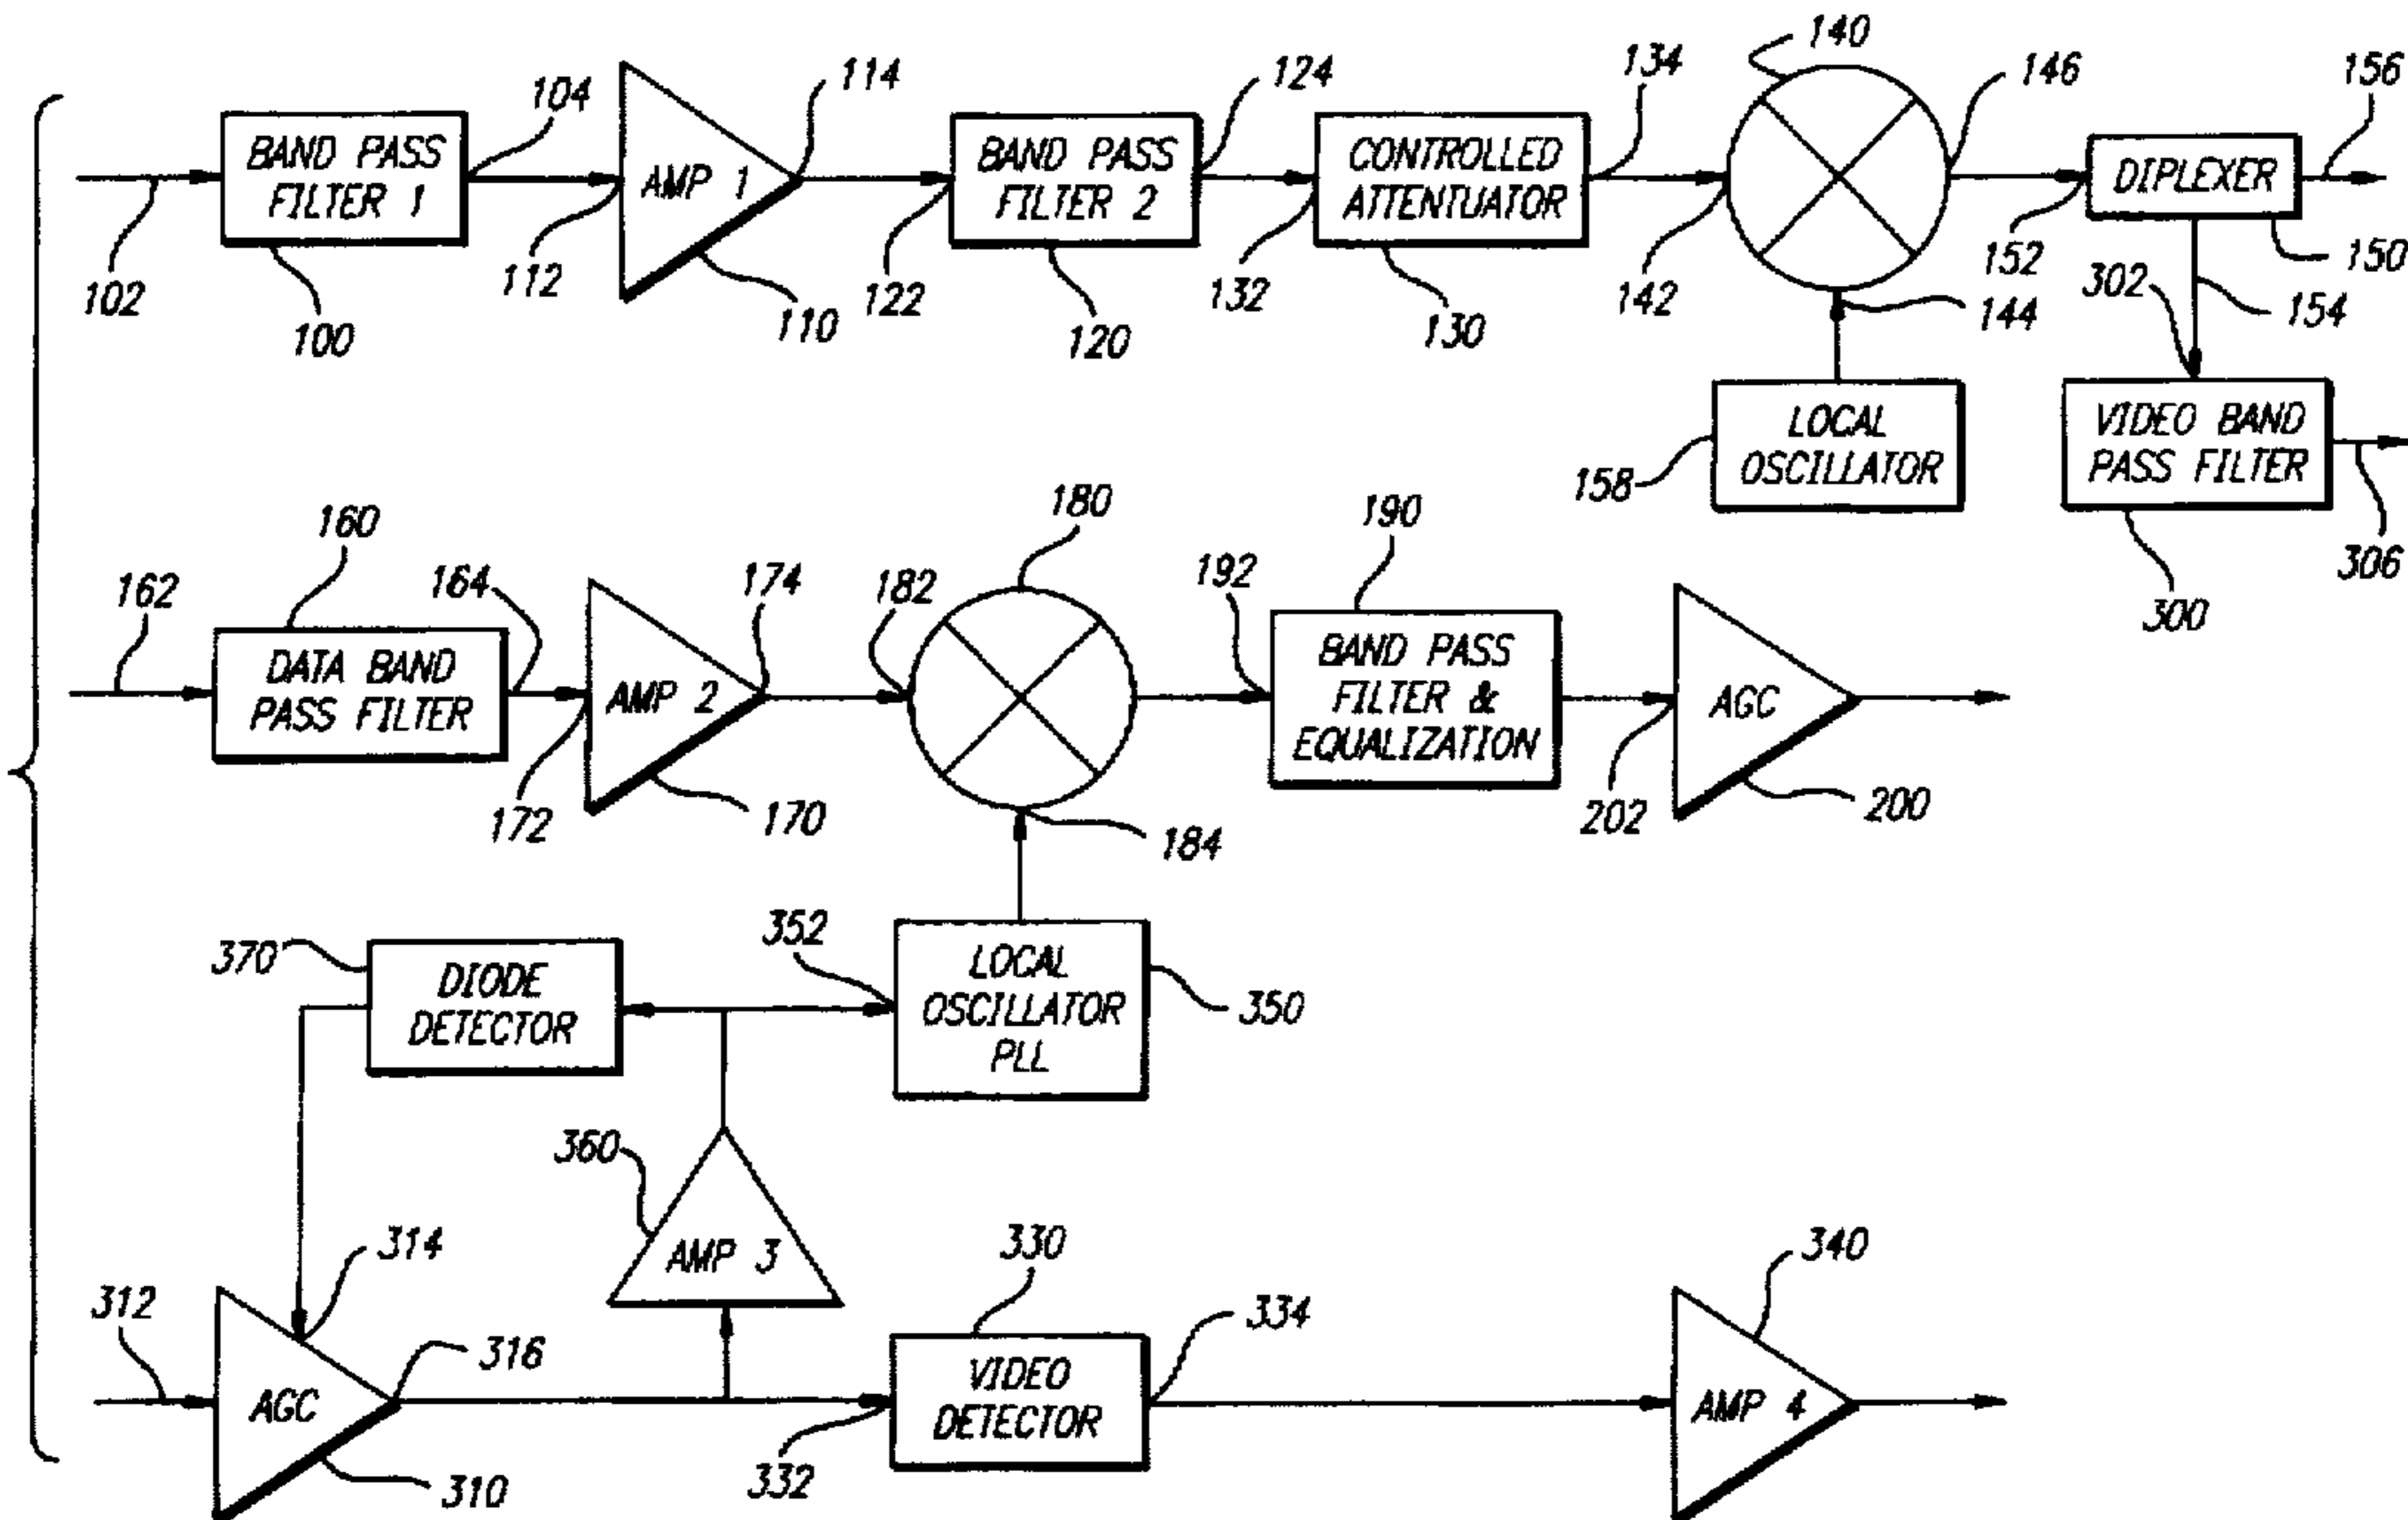 140
104
114
124
134
146
156
BAND PASS
FILTER 1
AMP 1
BAND PASS
FILTER 2
CONTROLLED
ATTENTUATOR
DIPLEXER
102
112
122
132
142
152
302
150
100
110
120
130
144
154
LOCAL
OSCILLATOR
158
VIDEO BAND
PASS FILTER
306
300
160
162
164
174
182
180
192
190
DATA BAND
PASS FILTER
AMP 2
BAND PASS
FILTER &
EQUALIZATION
AGC
172
170
184
202
200
370
DIODE
DETECTOR
352
LOCAL
OSCILLATOR
PLL
350
360
AMP 3
314
330
340
312
316
334
AGC
VIDEO
DETECTOR
AMP 4
310
332